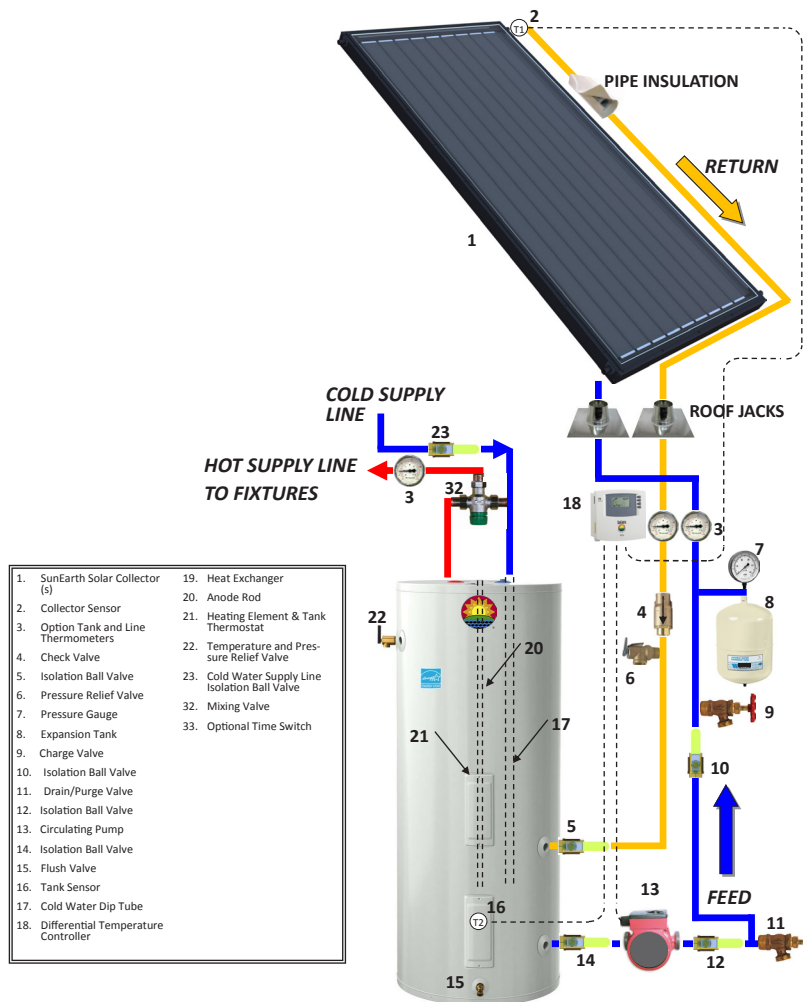 2
T1
PIPE INSULATION
RETURN
1
COLD SUPPLY
LINE
23
ROOF JACKS
HOT SUPPLY LINE
TO FIXTURES
3
32
18
3
7
4
8
22
20
6
9
17
21
10
5
FEED
13
16
T2
11
14
12
15
1. SunEarth Solar Collector
(s)
2. Collector Sensor
3. Option Tank and Line
Thermometers
4. Check Valve
5. Isolation Ball Valve
6. Pressure Relief Valve
7. Pressure Gauge
8. Expansion Tank
9. Charge Valve
10. Isolation Ball Valve
11. Drain/Purge Valve
12. Isolation Ball Valve
13. Circulating Pump
14. Isolation Ball Valve
15. Flush Valve
16. Tank Sensor
17. Cold Water Dip Tube
18. Differential Temperature
Controller
19. Heat Exchanger
20. Anode Rod
21. Heating Element & Tank
Thermostat
22. Temperature and Pres-
sure Relief Valve
23. Cold Water Supply Line
Isolation Ball Valve
32. Mixing Valve
33. Optional Time Switch